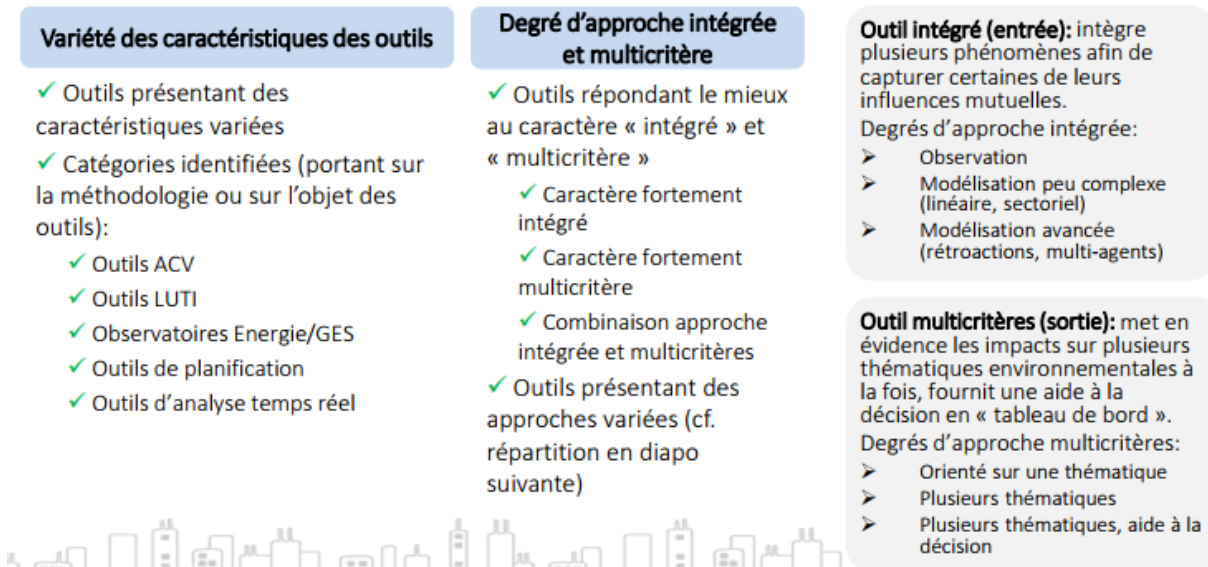 Variété des caractéristiques des outils
✓ Outils présentant des
caractéristiques variées
✓ Catégories identifiées (portant sur
la méthodologie ou sur l'objet des
outils):
✓ Outils ACV
✓ Outils LUTI
✓ Observatoires Energie/GES
✓ Outils de planification
✓ Outils d'analyse temps réel
Degré d'approche intégrée
et multicritère
✓ Outils répondant le mieux
au caractère « intégré » et
« multicritère »
✓ Caractère fortement
intégré
✓ Caractère fortement
multicritère
✓ Combinaison approche
intégrée et multicritères
✓ Outils présentant des
approches variées (cf.
répartition en diapo
suivante)
Outil intégré (entrée): intègre
plusieurs phénomènes afin de
capturer certaines de leurs
influences mutuelles.
Degrés d'approche intégrée:
➢ Observation
➢ Modélisation peu complexe
(linéaire, sectoriel)
➢ Modélisation avancée
(rétroactions, multi-agents)
Outil multicritères (sortie): met en
évidence les impacts sur plusieurs
thématiques environnementales à
la fois, fournit une aide à la
décision en « tableau de bord ».
Degrés d'approche multicritères:
➢ Orienté sur une thématique
➢ Plusieurs thématiques
➢ Plusieurs thématiques, aide à la
décision